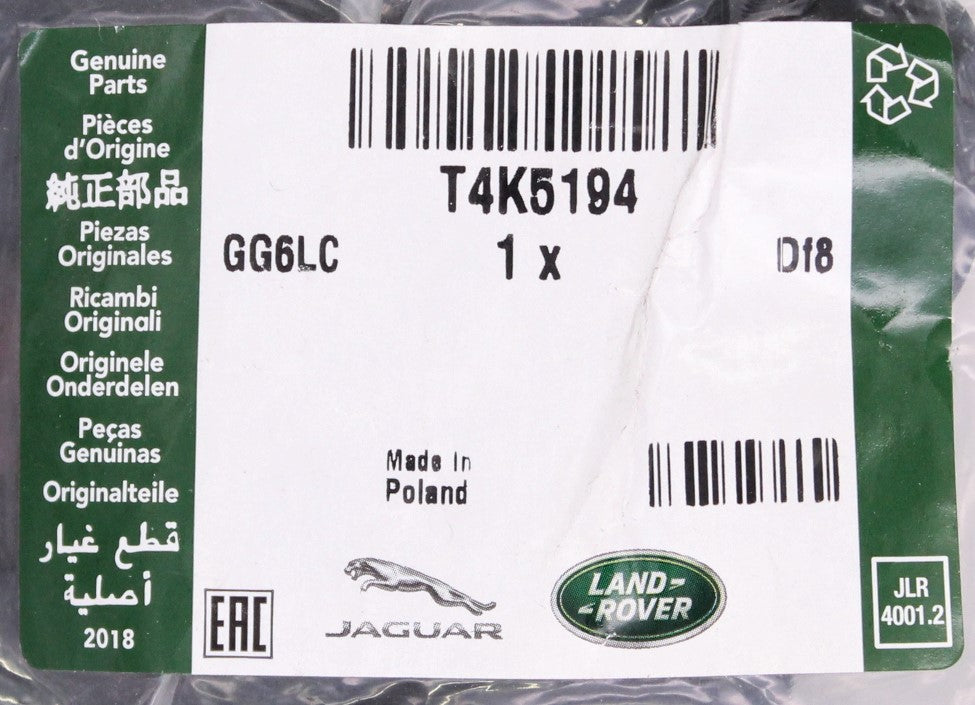 Genuine
Parts
Pièces
d'Origine
純正部品
Piezas
Originales
Ricambi
Originali
Originele
Onderdelen
Peças
Genuinas
Originalteile
قطع غيار
أصلية
2018
T4K5194
GG6LC
1 x
Df8
Made In
Poland
EAC
JAGUAR
LAND-
-ROVER
JLR
4001.2